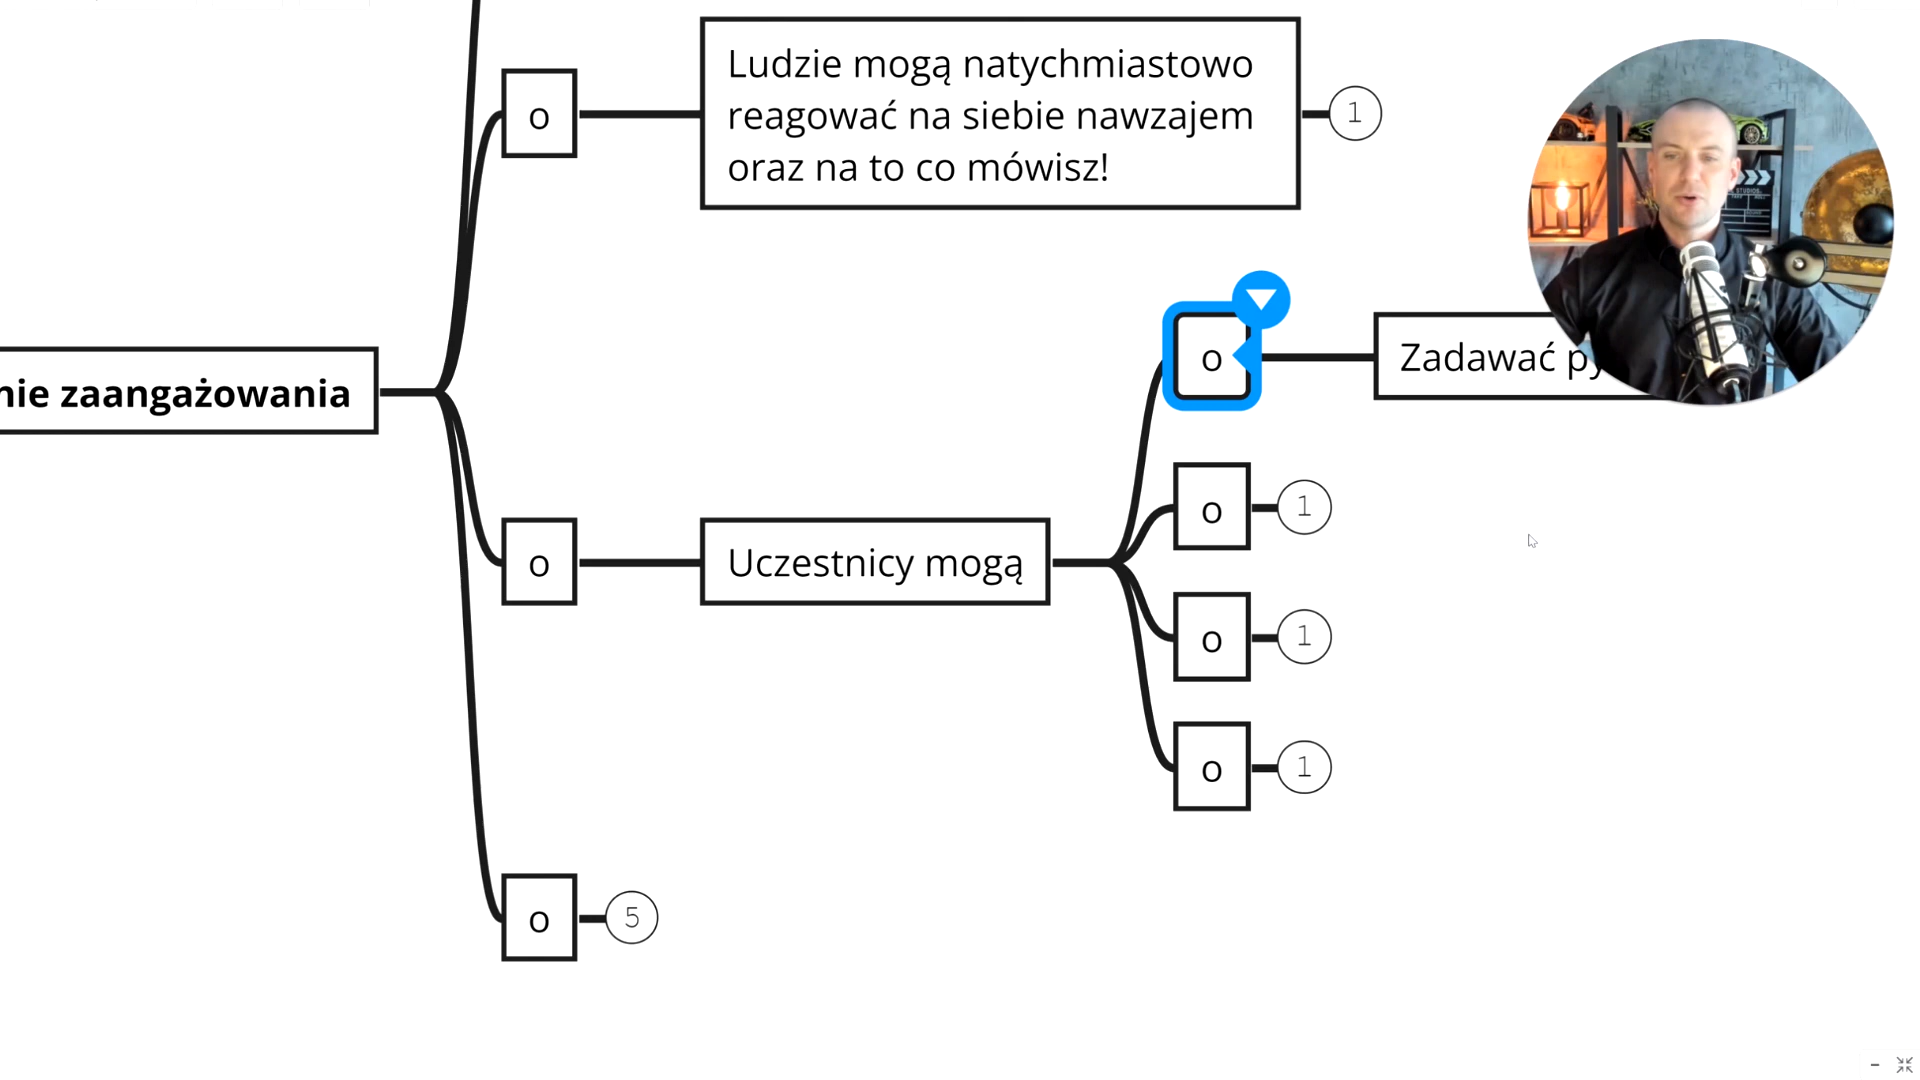 o
Ludzie mogą natychmiastowo
reagować na siebie nawzajem
oraz na to co mówisz!
1
zaangażowania
o
Zadawać
o
1
o
Uczestnicy mogą
o
1
o
1
o
5